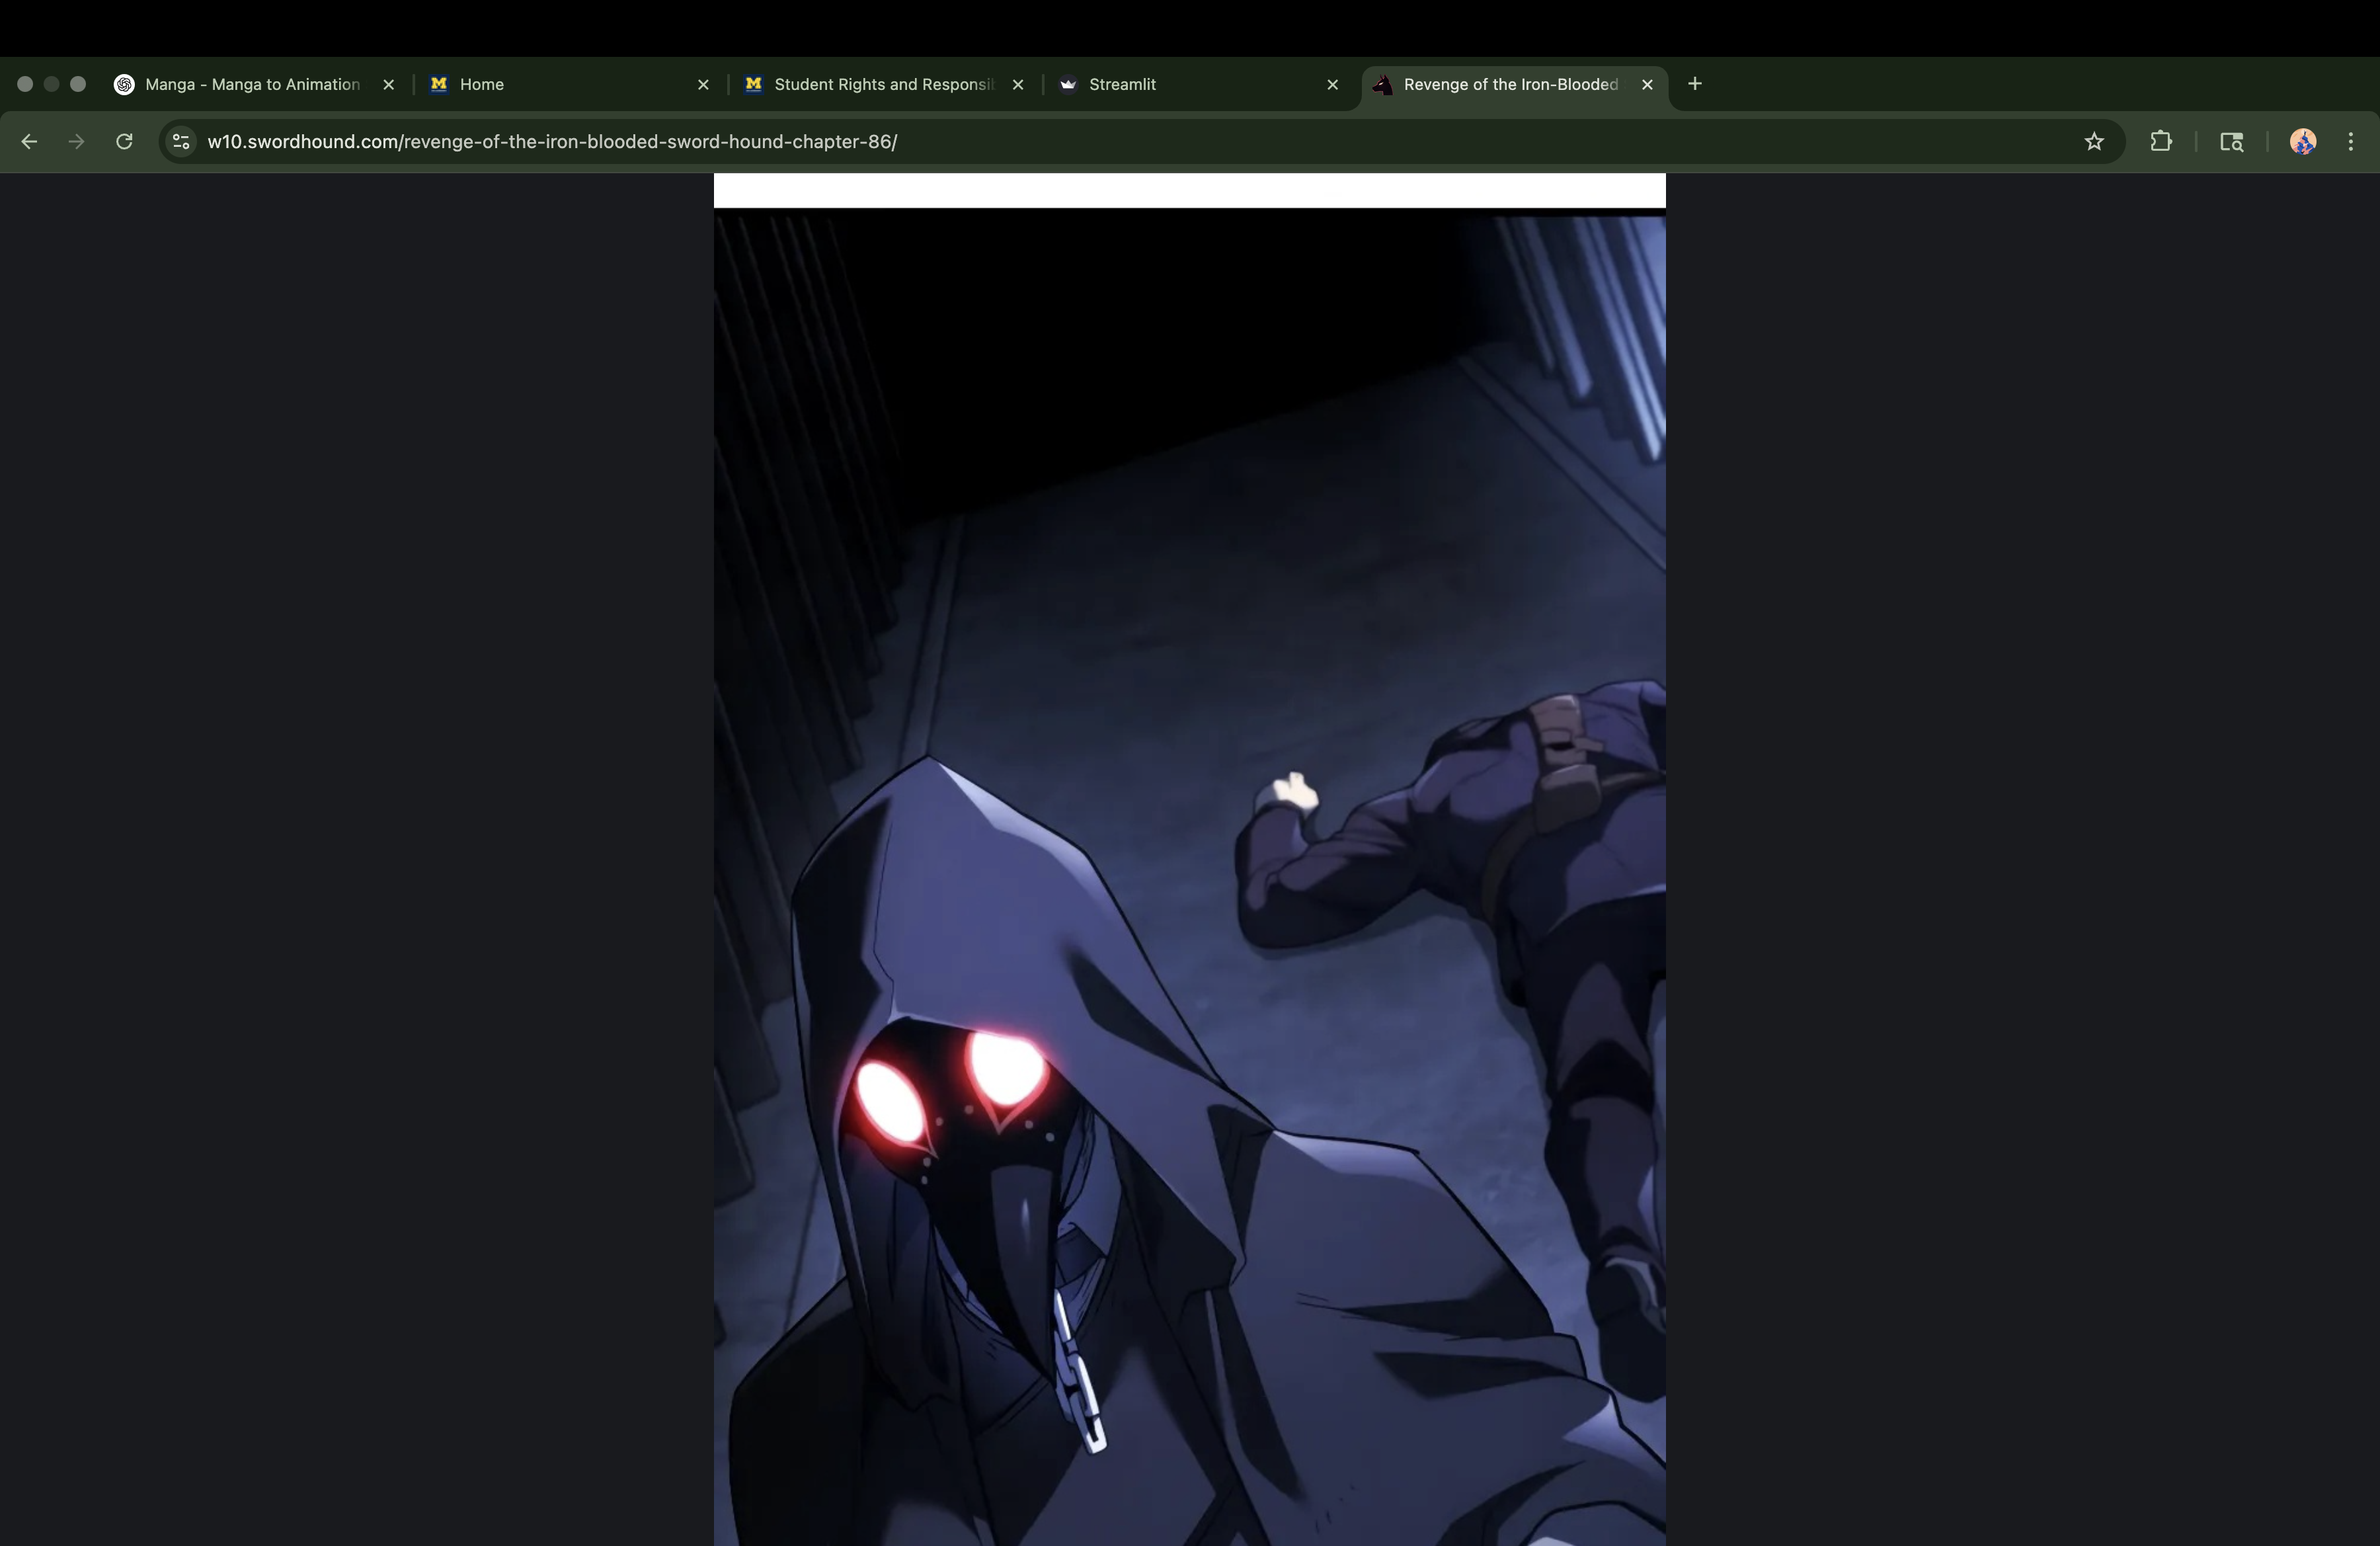 Manga - Manga to Animation
Home
Student Rights and Responsi
Streamlit
Revenge of the Iron-Blooded
w10.swordhound.com/revenge-of-the-iron-blooded-sword-hound-chapter-86/